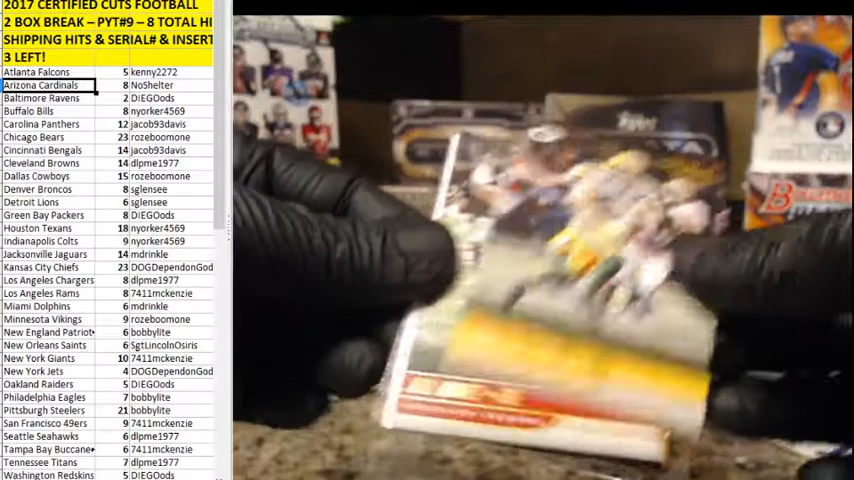 2017 CERTIFIED CUTS FOOTBALL
2 BOX BREAK – PYT#9 – 8 TOTAL HI
SHIPPING HITS & SERIAL# & INSERT
3 LEFT!
Atlanta Falcons 5 kenny2272
Arizona Cardinals 8 NoShelter
Baltimore Ravens 2 DIEGOods
Buffalo Bills 8 nyorker4569
Carolina Panthers 12 jacob93davis
Chicago Bears 23 rozeboomone
Cincinnati Bengals 14 jacob93davis
Cleveland Browns 14 dlpme1977
Dallas Cowboys 15 rozeboomone
Denver Broncos 8 sglensee
Detroit Lions 6 sglensee
Green Bay Packers 8 DIEGOods
Houston Texans 18 nyorker4569
Indianapolis Colts 9 nyorker4569
Jacksonville Jaguars 14 mdrinkle
Kansas City Chiefs 23 DOGDependonGod
Los Angeles Chargers 8 dlpme1977
Los Angeles Rams 8 7411mckenzie
Miami Dolphins 6 mdrinkle
Minnesota Vikings 9 rozeboomone
New England Patriot 6 bobbylite
New Orleans Saints 6 SgtLincolnOsiris
New York Giants 10 7411mckenzie
New York Jets 4 DOGDependonGod
Oakland Raiders 5 DIEGOods
Philadelphia Eagles 7 bobbylite
Pittsburgh Steelers 21 bobbylite
San Francisco 49ers 9 7411mckenzie
Seattle Seahawks 6 dlpme1977
Tampa Bay Buccane 6 7411mckenzie
Tennessee Titans 7 dlpme1977
Washington Redskins 5 DIEGOods
Topps